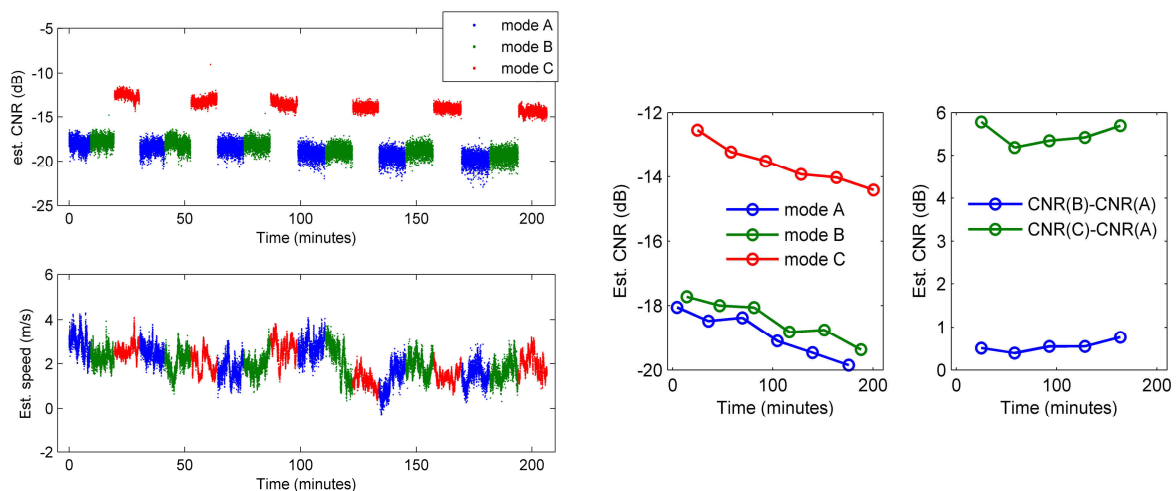 -5
-10
-15
-20
-25
est. CNR (dB)
mode A
mode B
mode C
0 50 100 150 200
Time (minutes)
6
4
2
0
-2
Est. speed (m/s)
0 50 100 150 200
Time (minutes)
-12
-14
-16
-18
-20
Est. CNR (dB)
mode A
mode B
mode C
0 100 200
Time (minutes)
6
5
4
3
2
1
0
Est. CNR (dB)
CNR(B)-CNR(A)
CNR(C)-CNR(A)
0 100 200
Time (minutes)